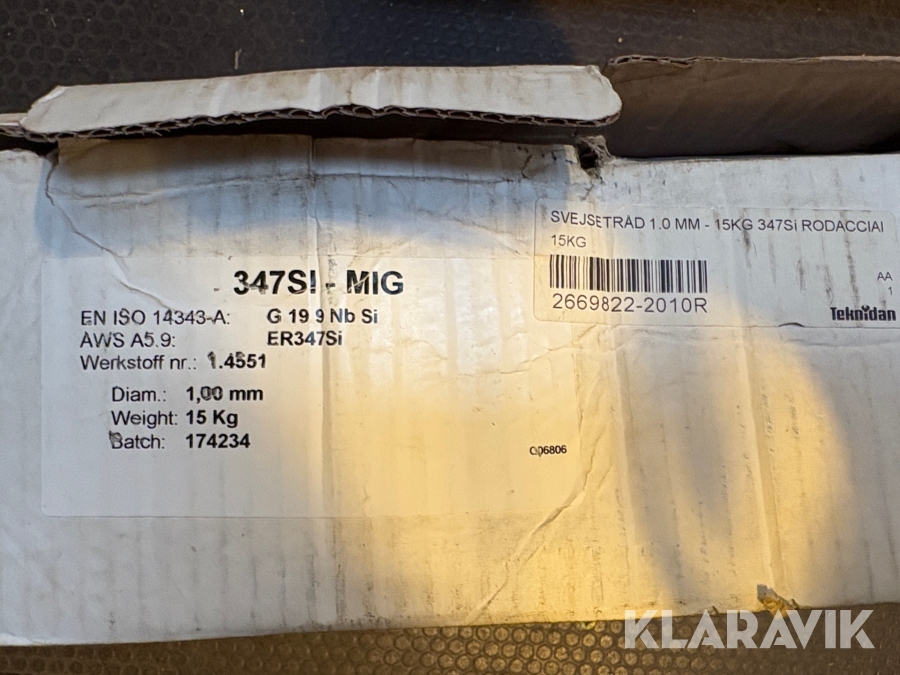 347SI - MIG
EN ISO 14343-A: G 19 9 Nb Si
AWS A5.9: ER347Si
Werkstoff nr.: 1.4551
Diam.: 1,00 mm
Weight: 15 Kg
Batch: 174234
SVEJSETRÅD 1.0 MM - 15KG 347Si RODACCIAI
15KG
2669822-2010R
AA
1
Teknidan
KLARAVIK